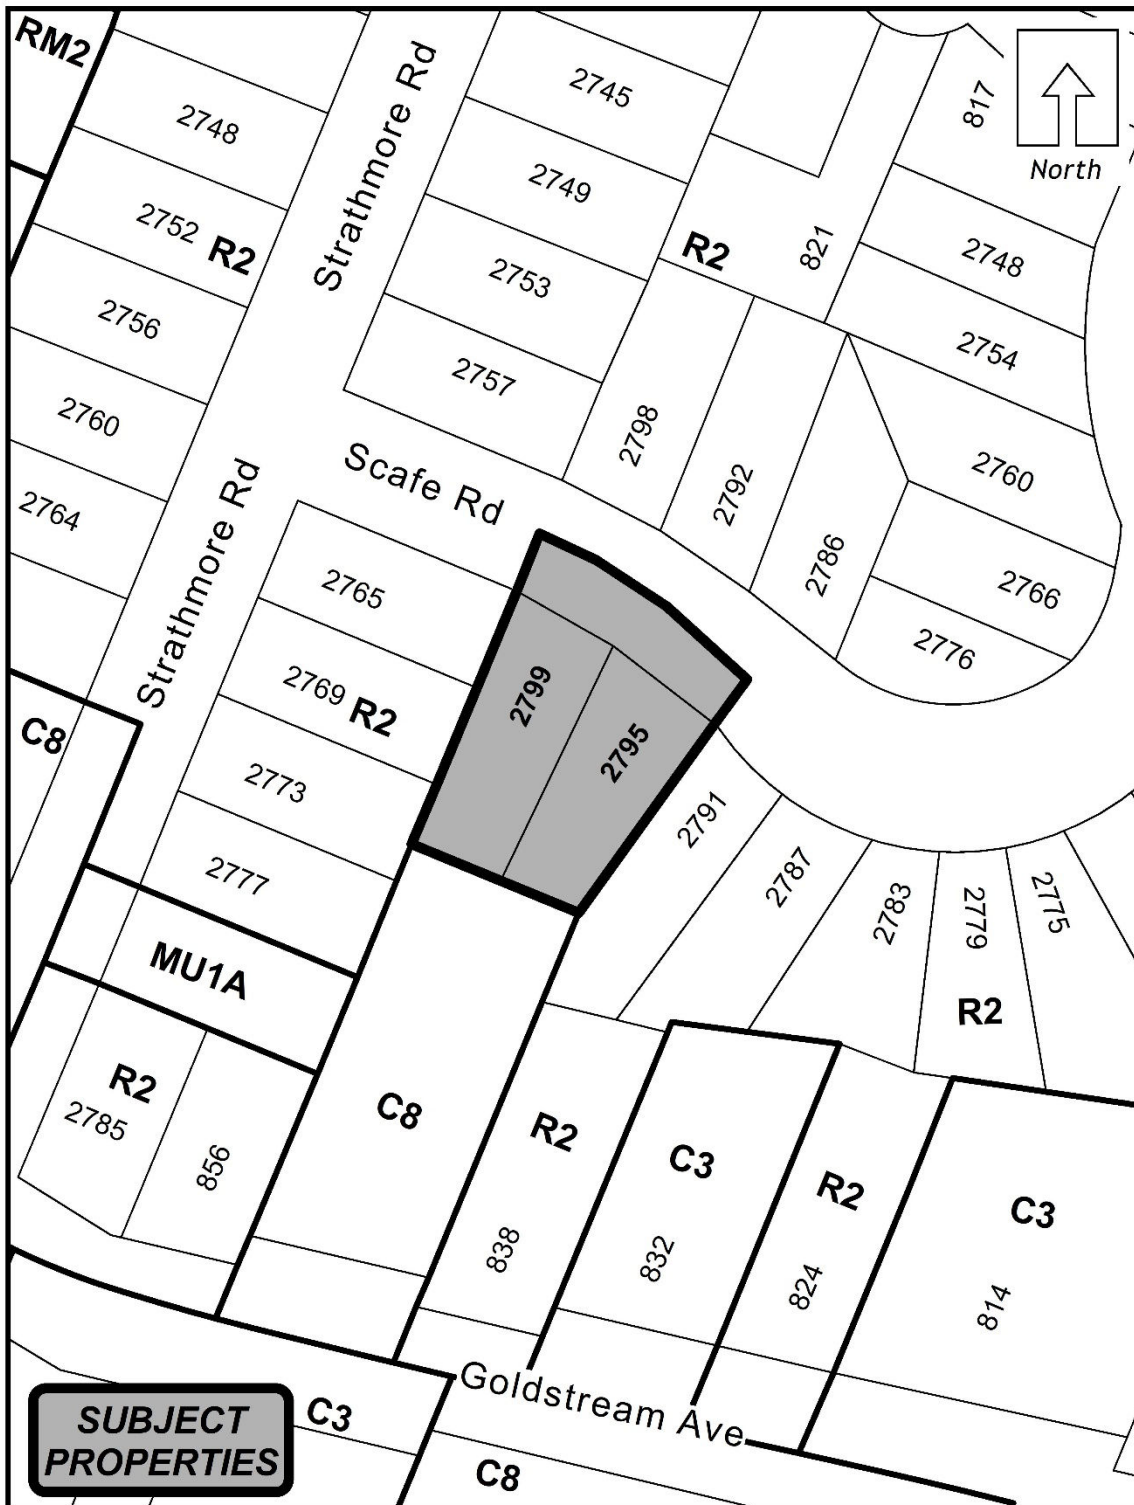 RM2
Strathmore Rd
2745
817
North
2748
2749
2752
R2
R2
821
2748
2753
2756
2754
2757
2760
2798
Scafe Rd
2792
2760
2764
Strathmore Rd
2786
2765
2766
2776
2769
R2
2799
2795
C8
2773
2791
2777
2787
2783
2779
2775
MU1A
R2
R2
2785
856
C8
R2
C3
R2
C3
838
832
824
814
Goldstream Ave
SUBJECT
PROPERTIES
C3
C8